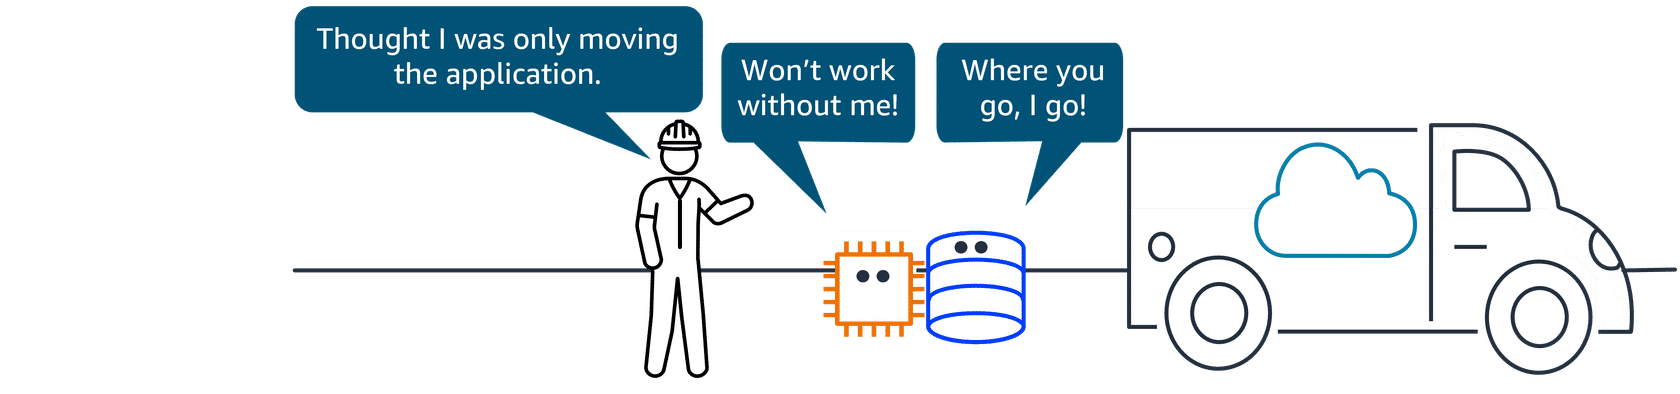 Thought I was only moving
the application.
Won’t work
without me!
Where you
go, I go!